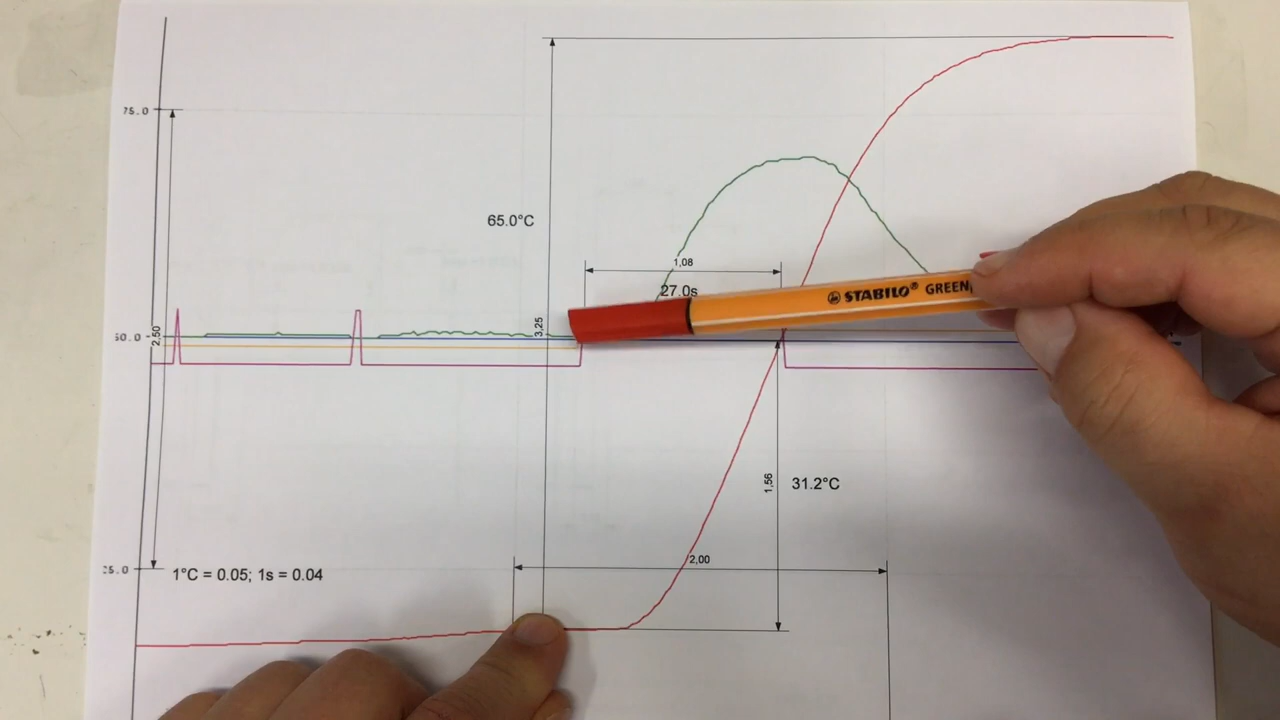 75.0
65.0°C
1,08
27.0s
STABILO® GREEN
3,25
2,50
50.0
1,56
31.2°C
2,00
25.0
1°C = 0.05; 1s = 0.04